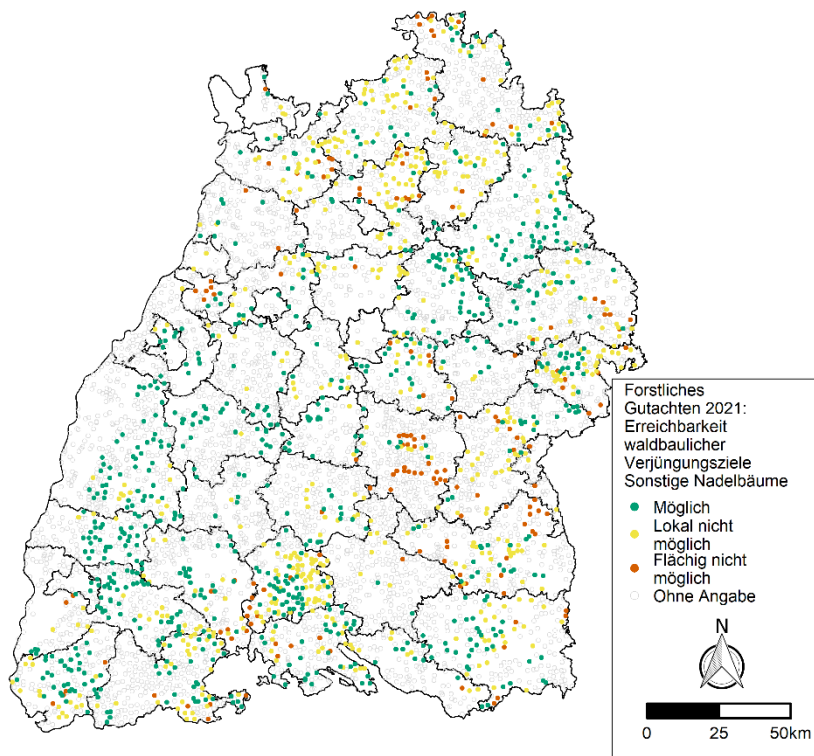 Forstliches
Gutachten 2021:
Erreichbarkeit
waldbaulicher
Verjüngungsziele
Sonstige Nadelbäume
Möglich
Lokal nicht
möglich
Flächig nicht
möglich
Ohne Angabe
N
0 25 50km